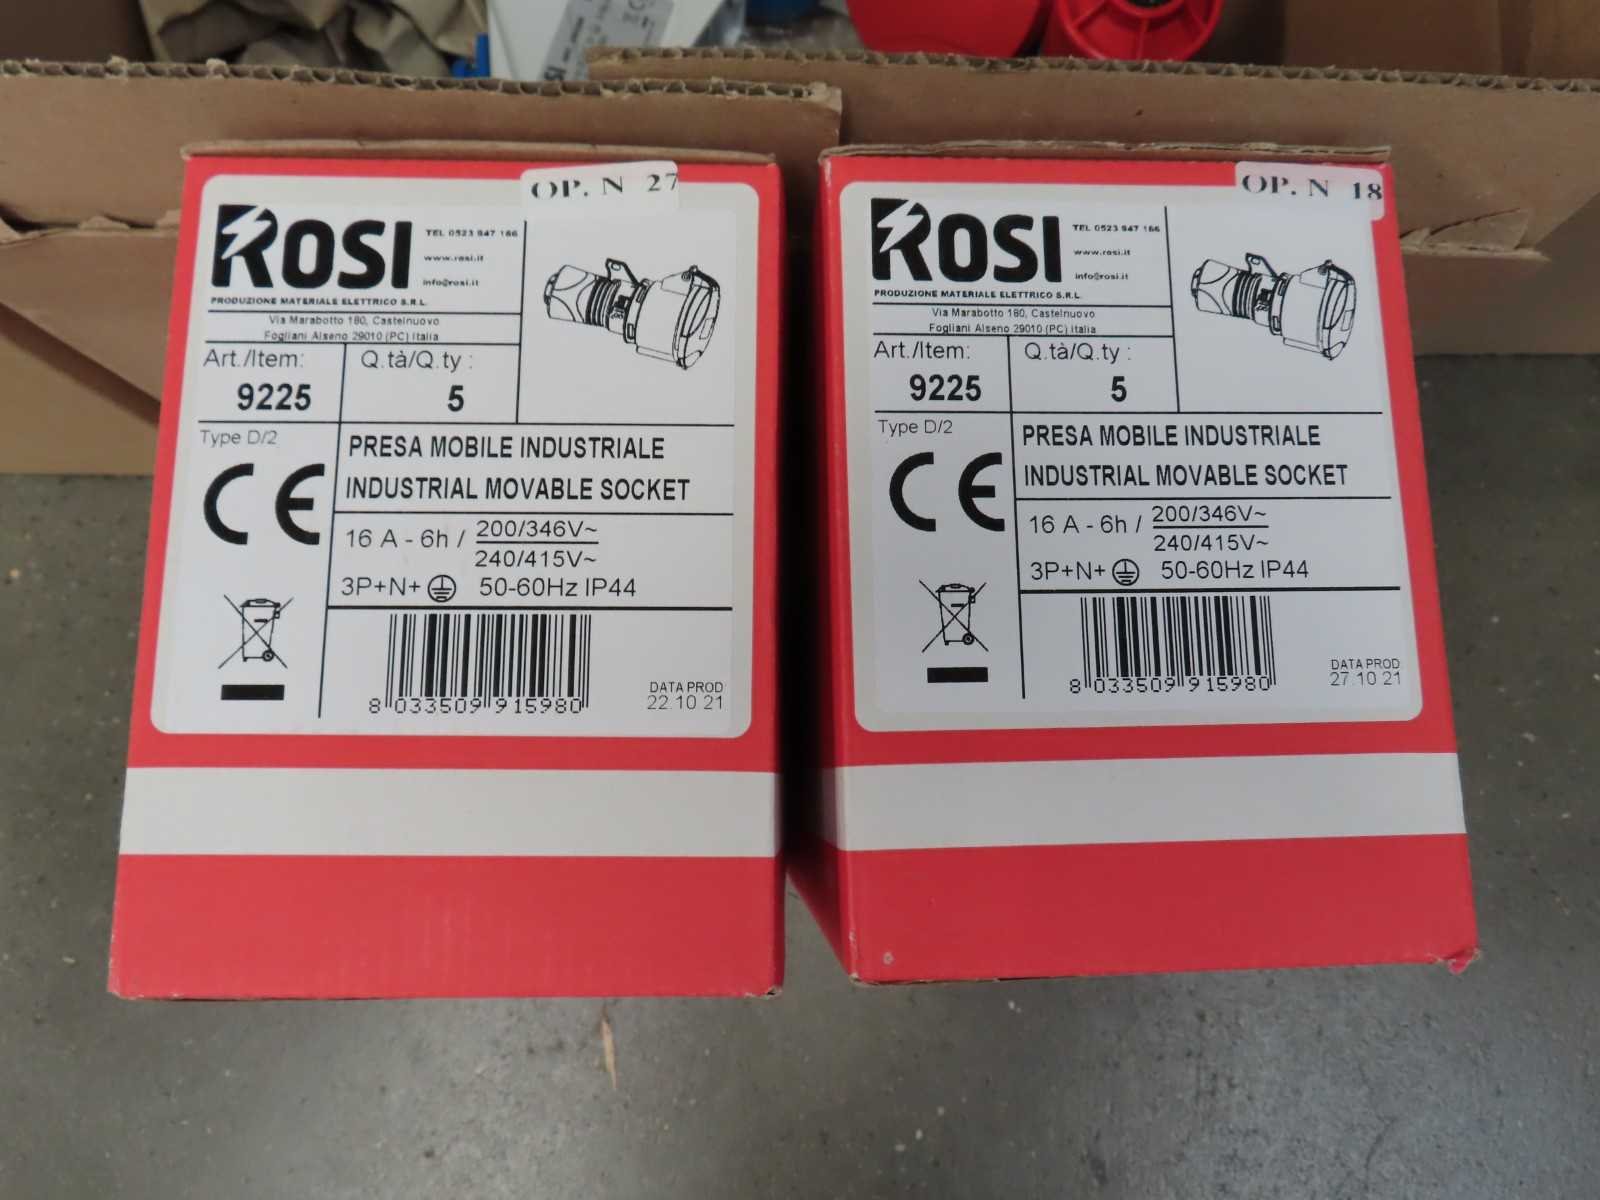 OP. N 27
ROSI
TEL 0523 947 166
www.rosi.it
info@rosi.it
PRODUZIONE MATERIALE ELETTRICO S.R.L.
Via Marabotto 180, Castelnuovo
Fogliani Alseno 29010 (PC) Italia
Art./Item: Q.tà/Q.ty :
9225 5
Type D/2
CE
PRESA MOBILE INDUSTRIALE
INDUSTRIAL MOVABLE SOCKET
16 A - 6h / 200/346V~
240/415V~
3P+N+ 50-60Hz IP44
8 033509 915980
DATA PROD
22.10 21
OP. N 18
ROSI
TEL 0523 947 166
www.rosi.it
info@rosi.it
PRODUZIONE MATERIALE ELETTRICO S.R.L.
Via Marabotto 180, Castelnuovo
Fogliani Alseno 29010 (PC) Italia
Art./Item: Q.tà/Q.ty :
9225 5
Type D/2
CE
PRESA MOBILE INDUSTRIALE
INDUSTRIAL MOVABLE SOCKET
16 A - 6h / 200/346V~
240/415V~
3P+N+ 50-60Hz IP44
8 033509 915980
DATA PROD
27.10 21